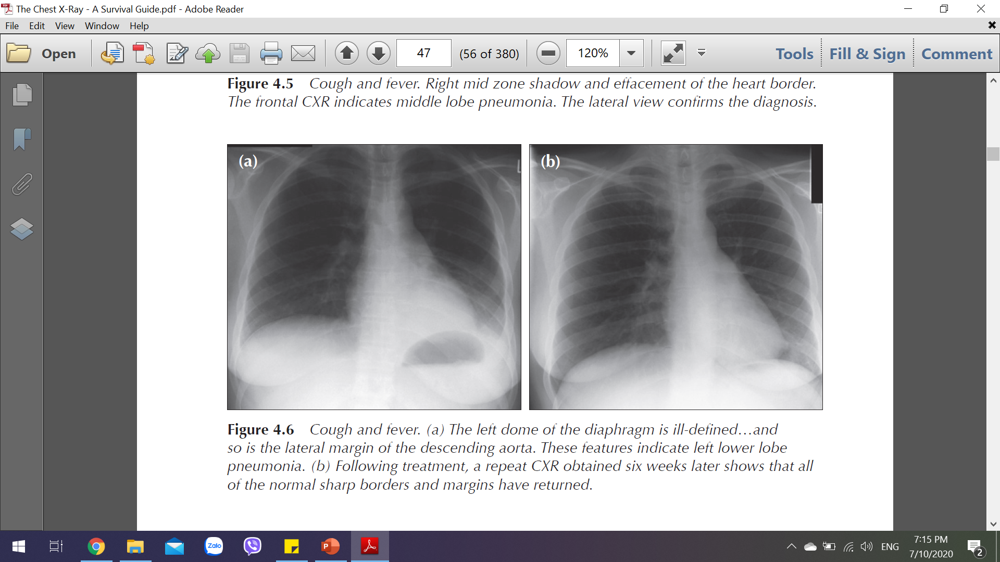 The Chest X-Ray - A Survival Guide.pdf - Adobe Reader
File Edit View Window Help
Open 47 (56 of 380) 120% Tools Fill & Sign Comment
Figure 4.5 Cough and fever. Right mid zone shadow and effacement of the heart border.
The frontal CXR indicates middle lobe pneumonia. The lateral view confirms the diagnosis.
(a) (b)
L
Figure 4.6 Cough and fever. (a) The left dome of the diaphragm is ill-defined...and
so is the lateral margin of the descending aorta. These features indicate left lower lobe
pneumonia. (b) Following treatment, a repeat CXR obtained six weeks later shows that all
of the normal sharp borders and margins have returned.
Zalo
P
ENG
7:15 PM
7/10/2020
2